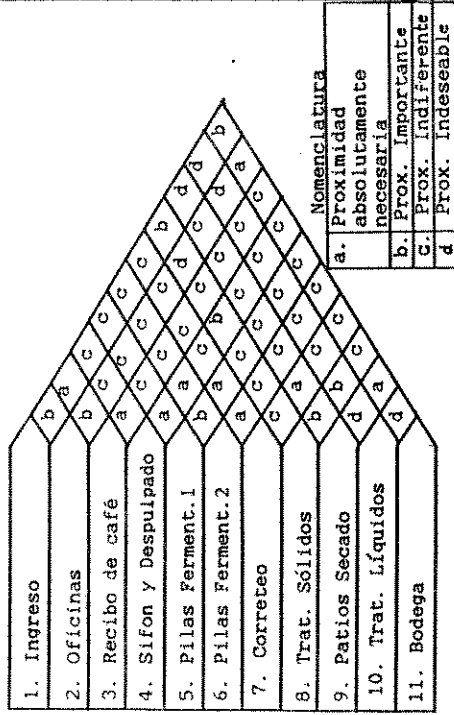 1. Ingreso
2. Oficinas
3. Recibo de café
4. Sifon y Despulpado
5. Pilas Ferment.1
6. Pilas Ferment.2
7. Correteo
8. Trat. Sólidos
9. Patios Secado
10. Trat. Líquidos
11. Bodega
b
a
b c
c c
a c b
c c d
a c c d
a c d b
b c c d
a b c a
a c c
c c c
c c c
a c
b c
b c
d c
a
d
Nomenclatura
a. Proximidad
absolutamente
necesaria
b. Prox. Importante
c. Prox. Indiferente
d Prox. Indeseable